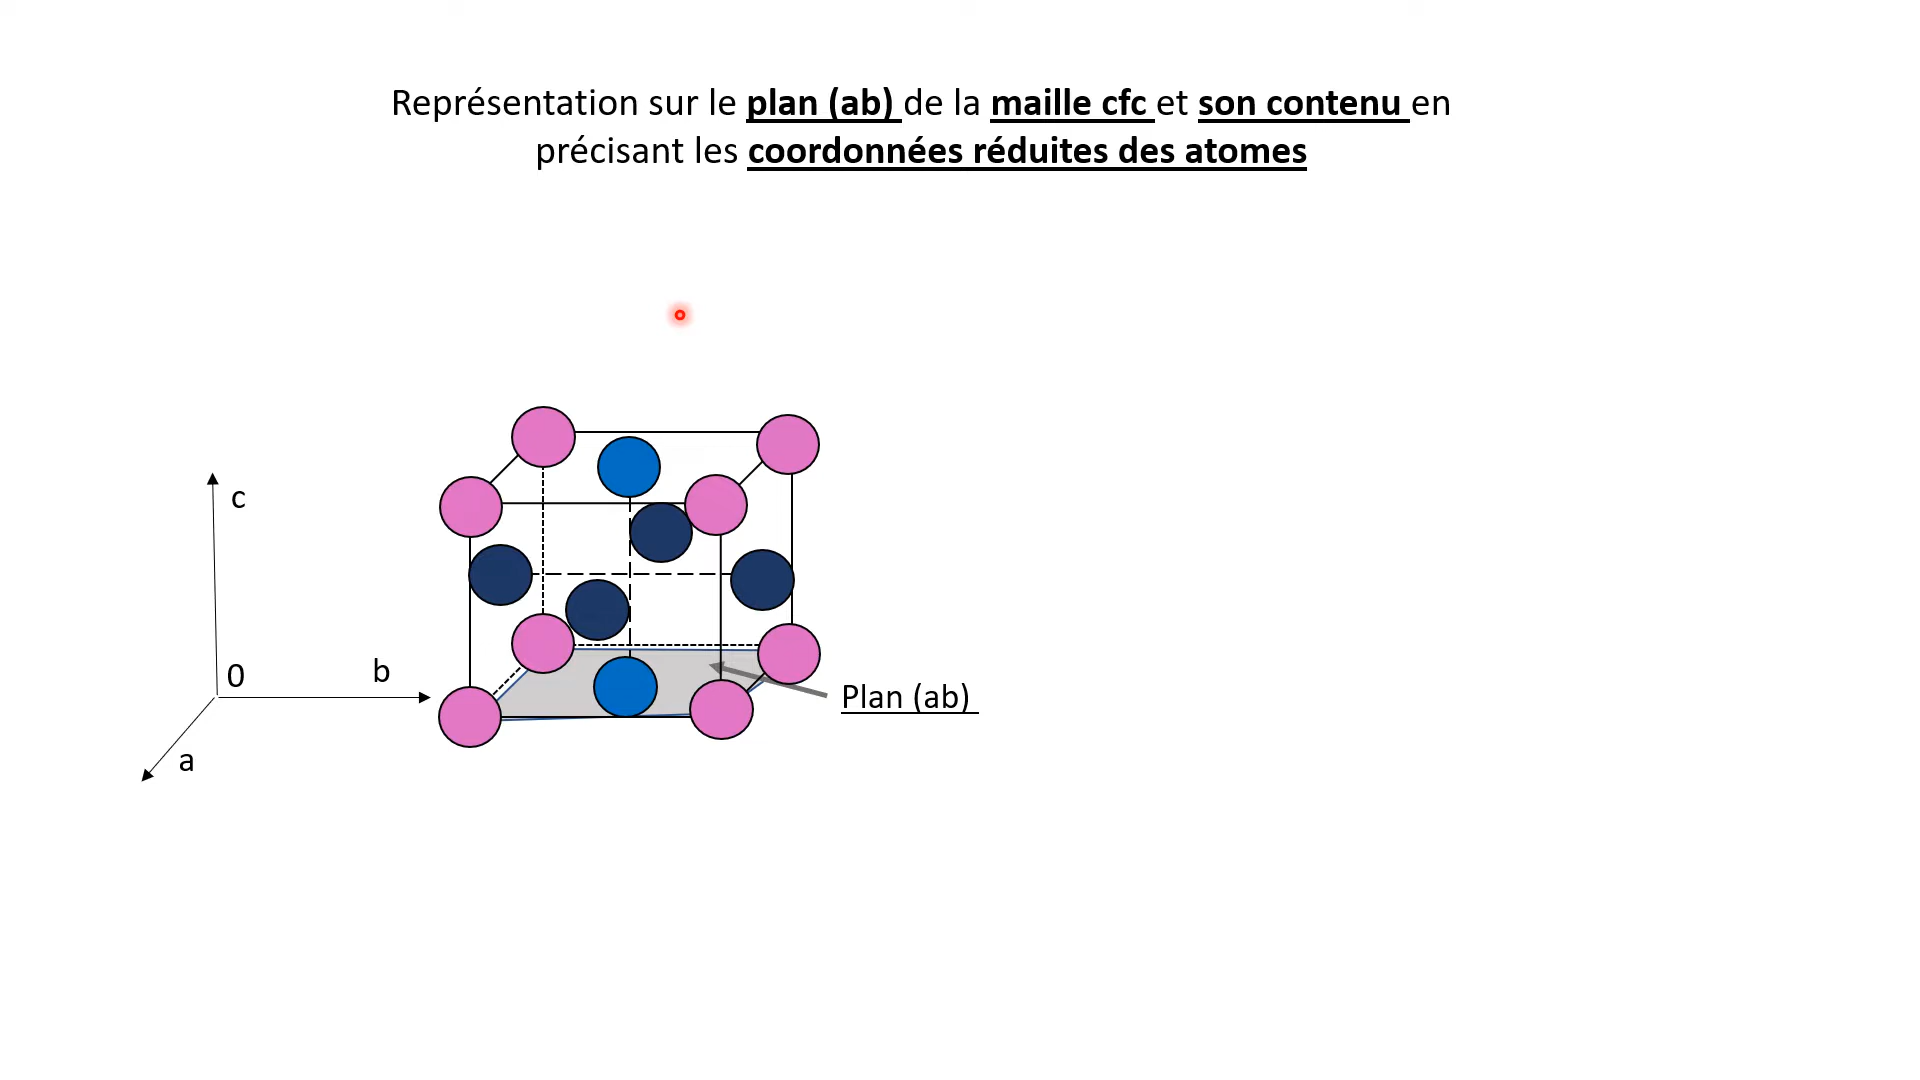 Représentation sur le plan (ab) de la maille cfc et son contenu en
précisant les coordonnées réduites des atomes
c
0
b
a
Plan (ab)